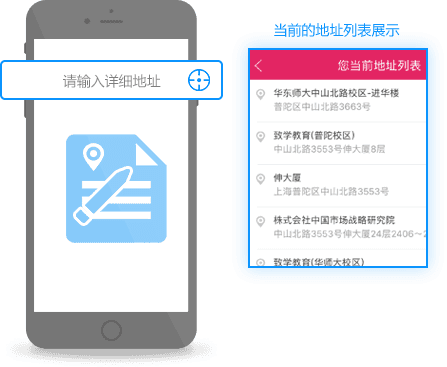 当前的地址列表展示
请输入详细地址
您当前地址列表
华东师大中山北路校区-进华楼
普陀区中山北路3663号
致学教育(普陀校区)
中山北路3553号伸大厦8层
伸大厦
上海普陀区中山北路3553号
株式会社中国市场战略研究院
中山北路3553号伸大厦24层2406～2
致学教育(华师大校区)